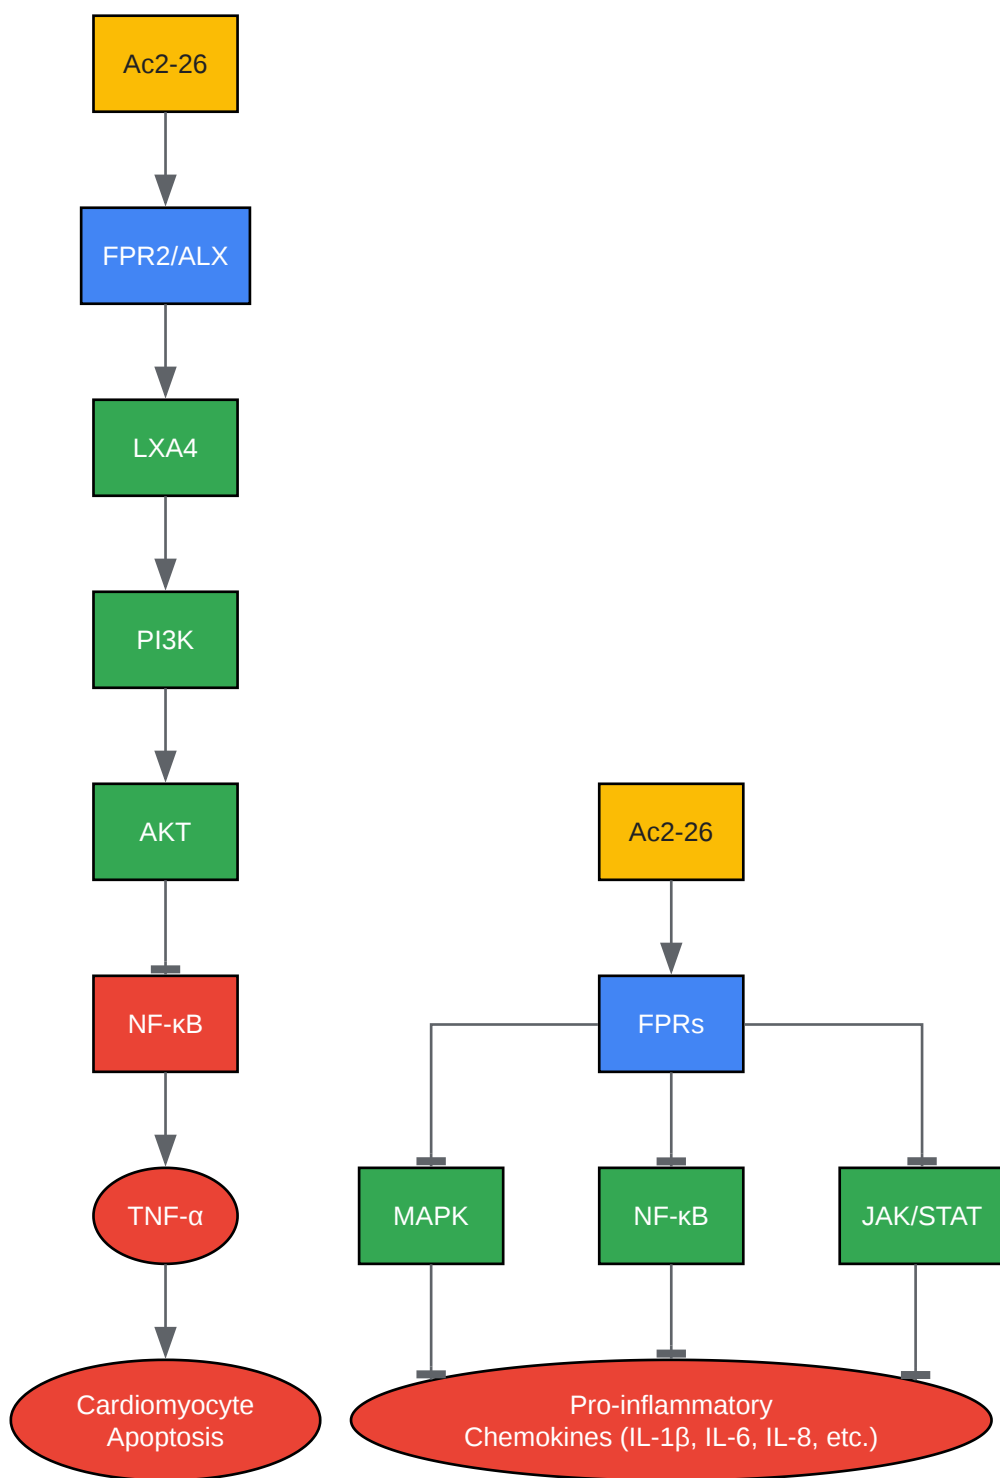 Ac2-26
FPR2/ALX
LXA4
PI3K
AKT
NF-κB
TNF-α
Cardiomyocyte
Apoptosis
Ac2-26
FPRs
MAPK
NF-κB
JAK/STAT
Pro-inflammatory
Chemokines (IL-1β, IL-6, IL-8, etc.)